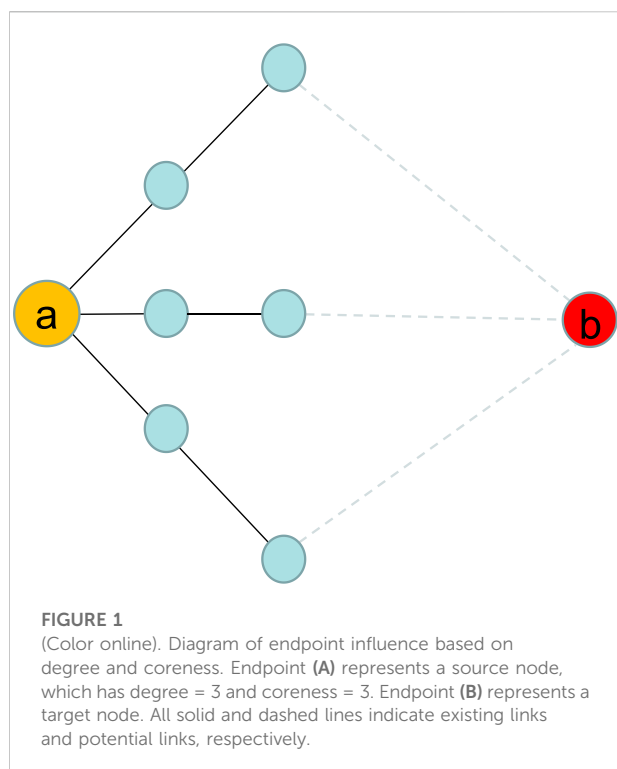 a
b
FIGURE 1
(Color online). Diagram of endpoint influence based on
degree and coreness. Endpoint (A) represents a source node,
which has degree = 3 and coreness = 3. Endpoint (B) represents a
target node. All solid and dashed lines indicate existing links
and potential links, respectively.